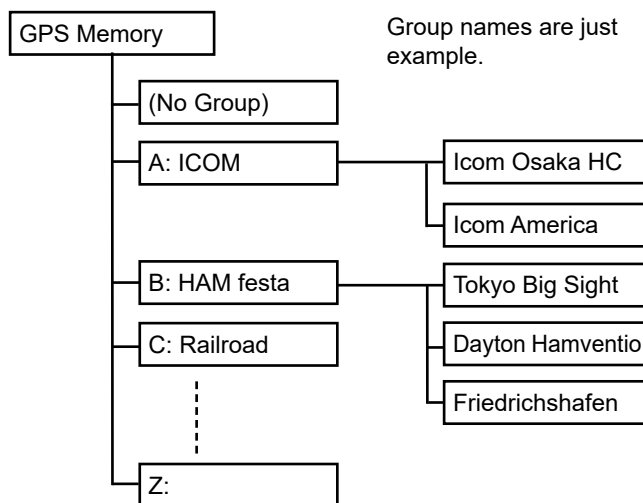 GPS Memory
Group names are just
example.
(No Group)
A: ICOM
Icom Osaka HC
Icom America
B: HAM festa
Tokyo Big Sight
Dayton Hamventio
C: Railroad
Friedrichshafen
Z: